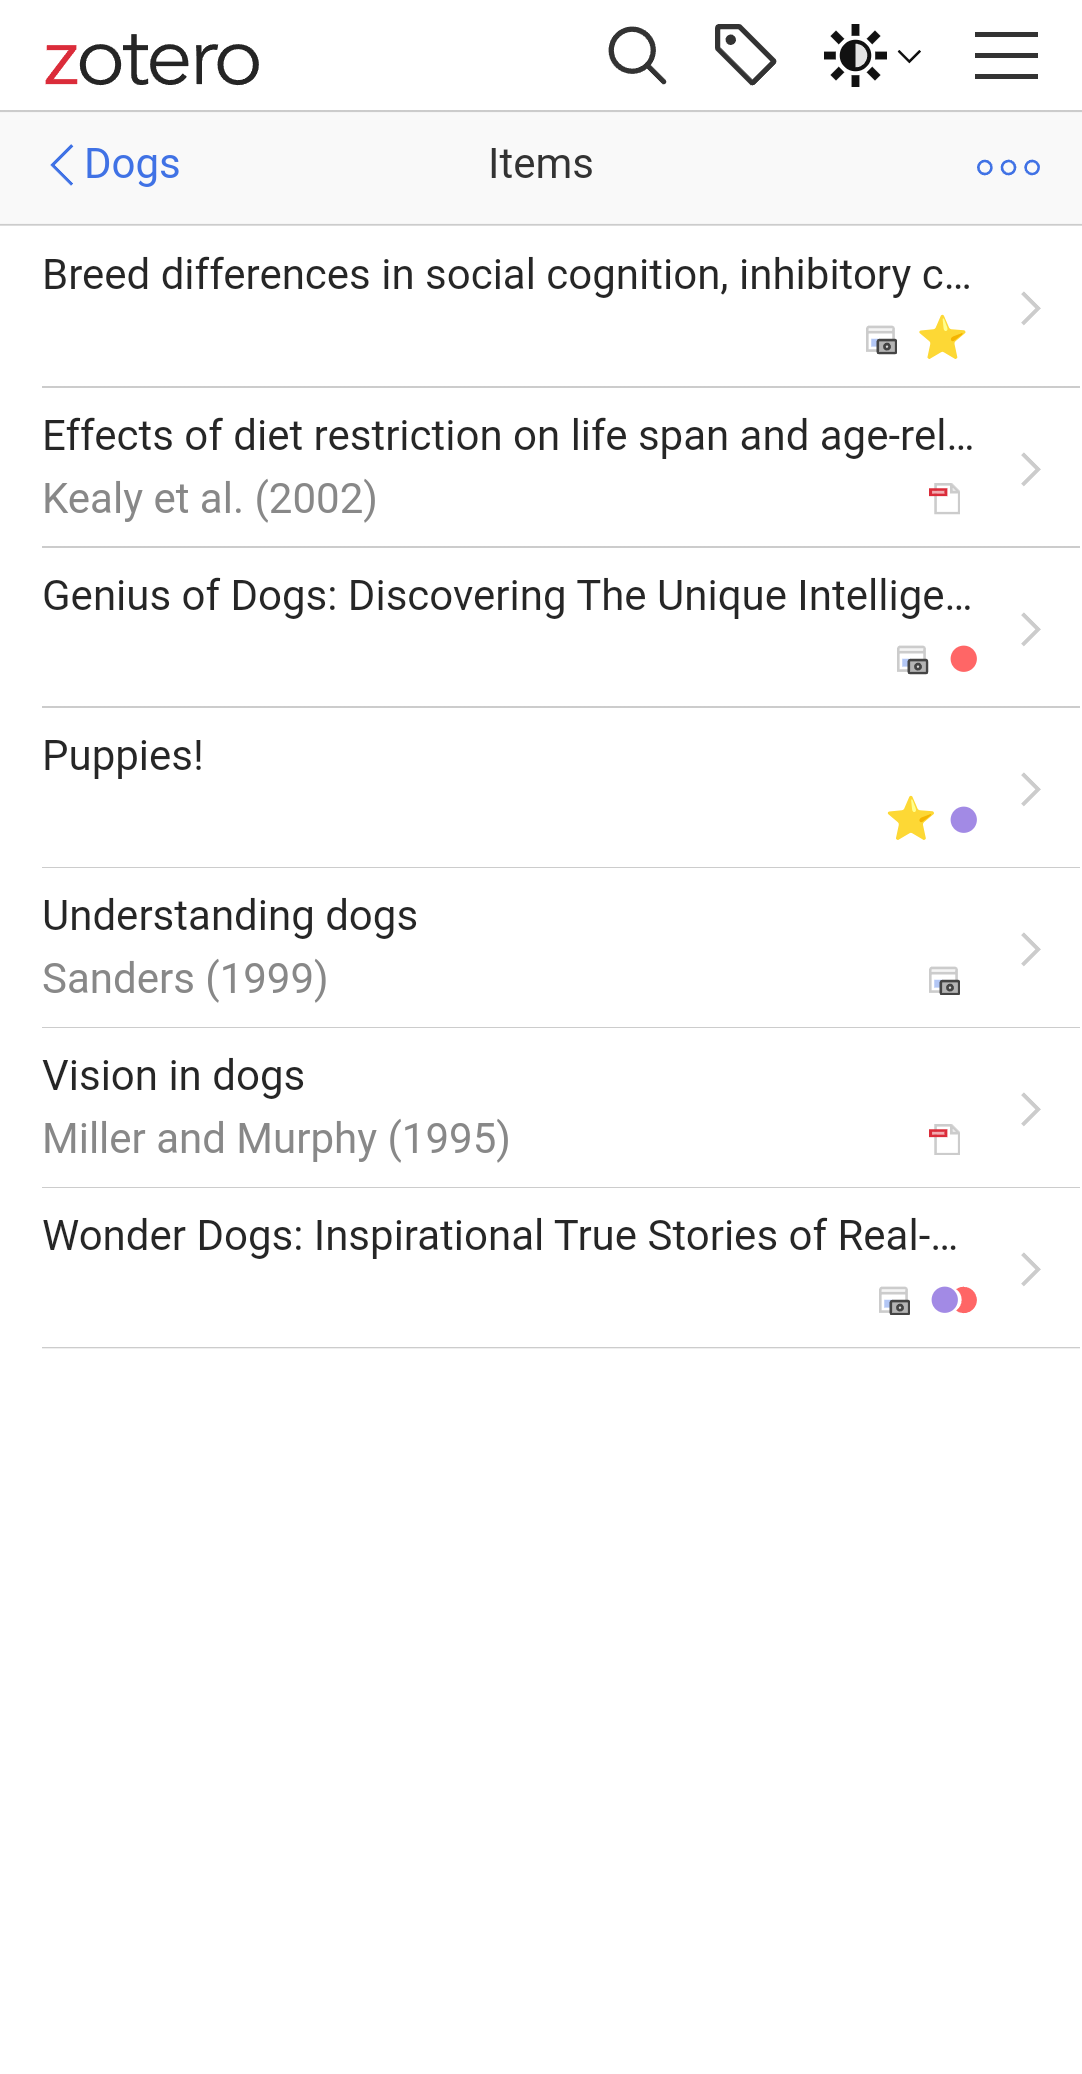 zotero
Dogs
Items
Breed differences in social cognition, inhibitory c...
Effects of diet restriction on life span and age-rel...
Kealy et al. (2002)
Genius of Dogs: Discovering The Unique Intellige...
Puppies!
Understanding dogs
Sanders (1999)
Vision in dogs
Miller and Murphy (1995)
Wonder Dogs: Inspirational True Stories of Real-...